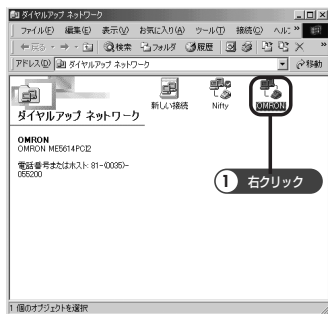 ダイヤルアップ ネットワーク
ファイル(F) 編集(E) 表示(V) お気に入り(A) ツール(T) 接続(C) ヘルプ »
戻る 検索 フォルダ 履歴 »
アドレス(D) ダイヤルアップ ネットワーク 移動
新しい接続 Nifty OMRON
ダイヤルアップ ネットワーク
OMRON
OMRON ME5614PCI2
電話番号またはホスト: 81-(0035)-
055200
1 右クリック
1 個のオブジェクトを選択